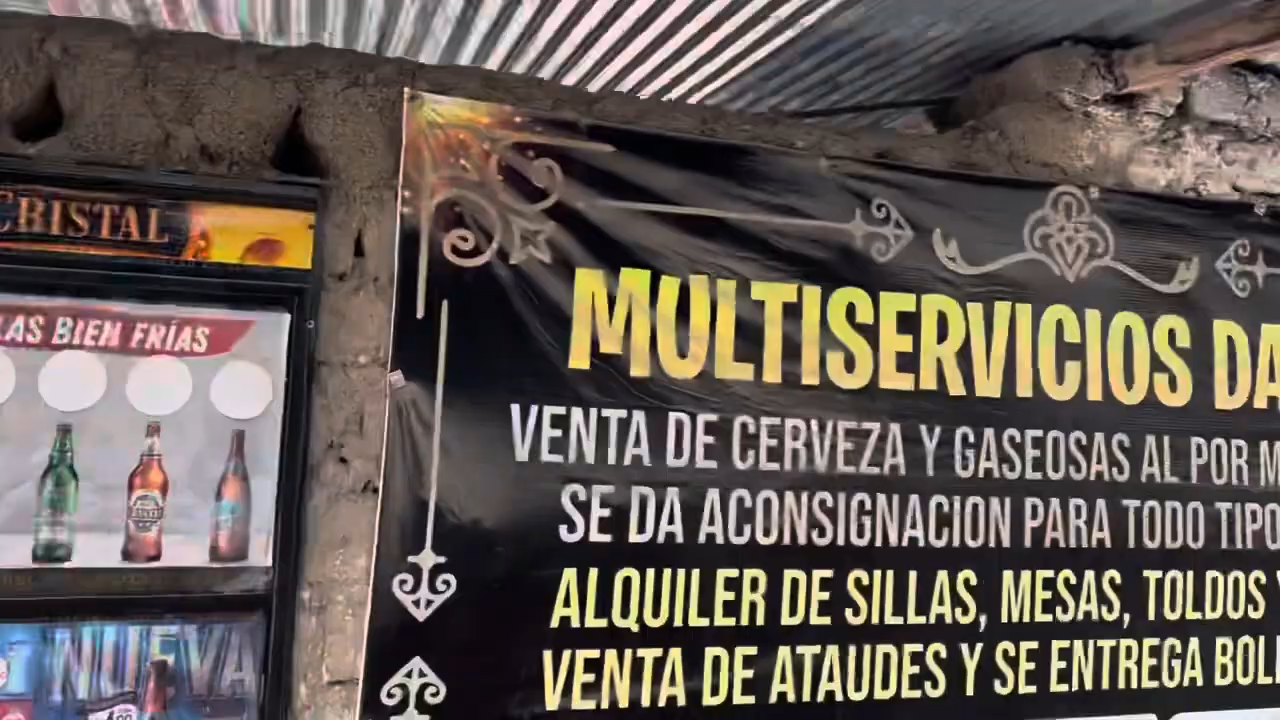 CRISTAL
LAS BIEN FRÍAS
NUEVA
MULTISERVICIOS DA
VENTA DE CERVEZA Y GASEOSAS AL POR M
SE DA ACONSIGNACION PARA TODO TIPO
ALQUILER DE SILLAS, MESAS, TOLDOS Y
VENTA DE ATAUDES Y SE ENTREGA BOL